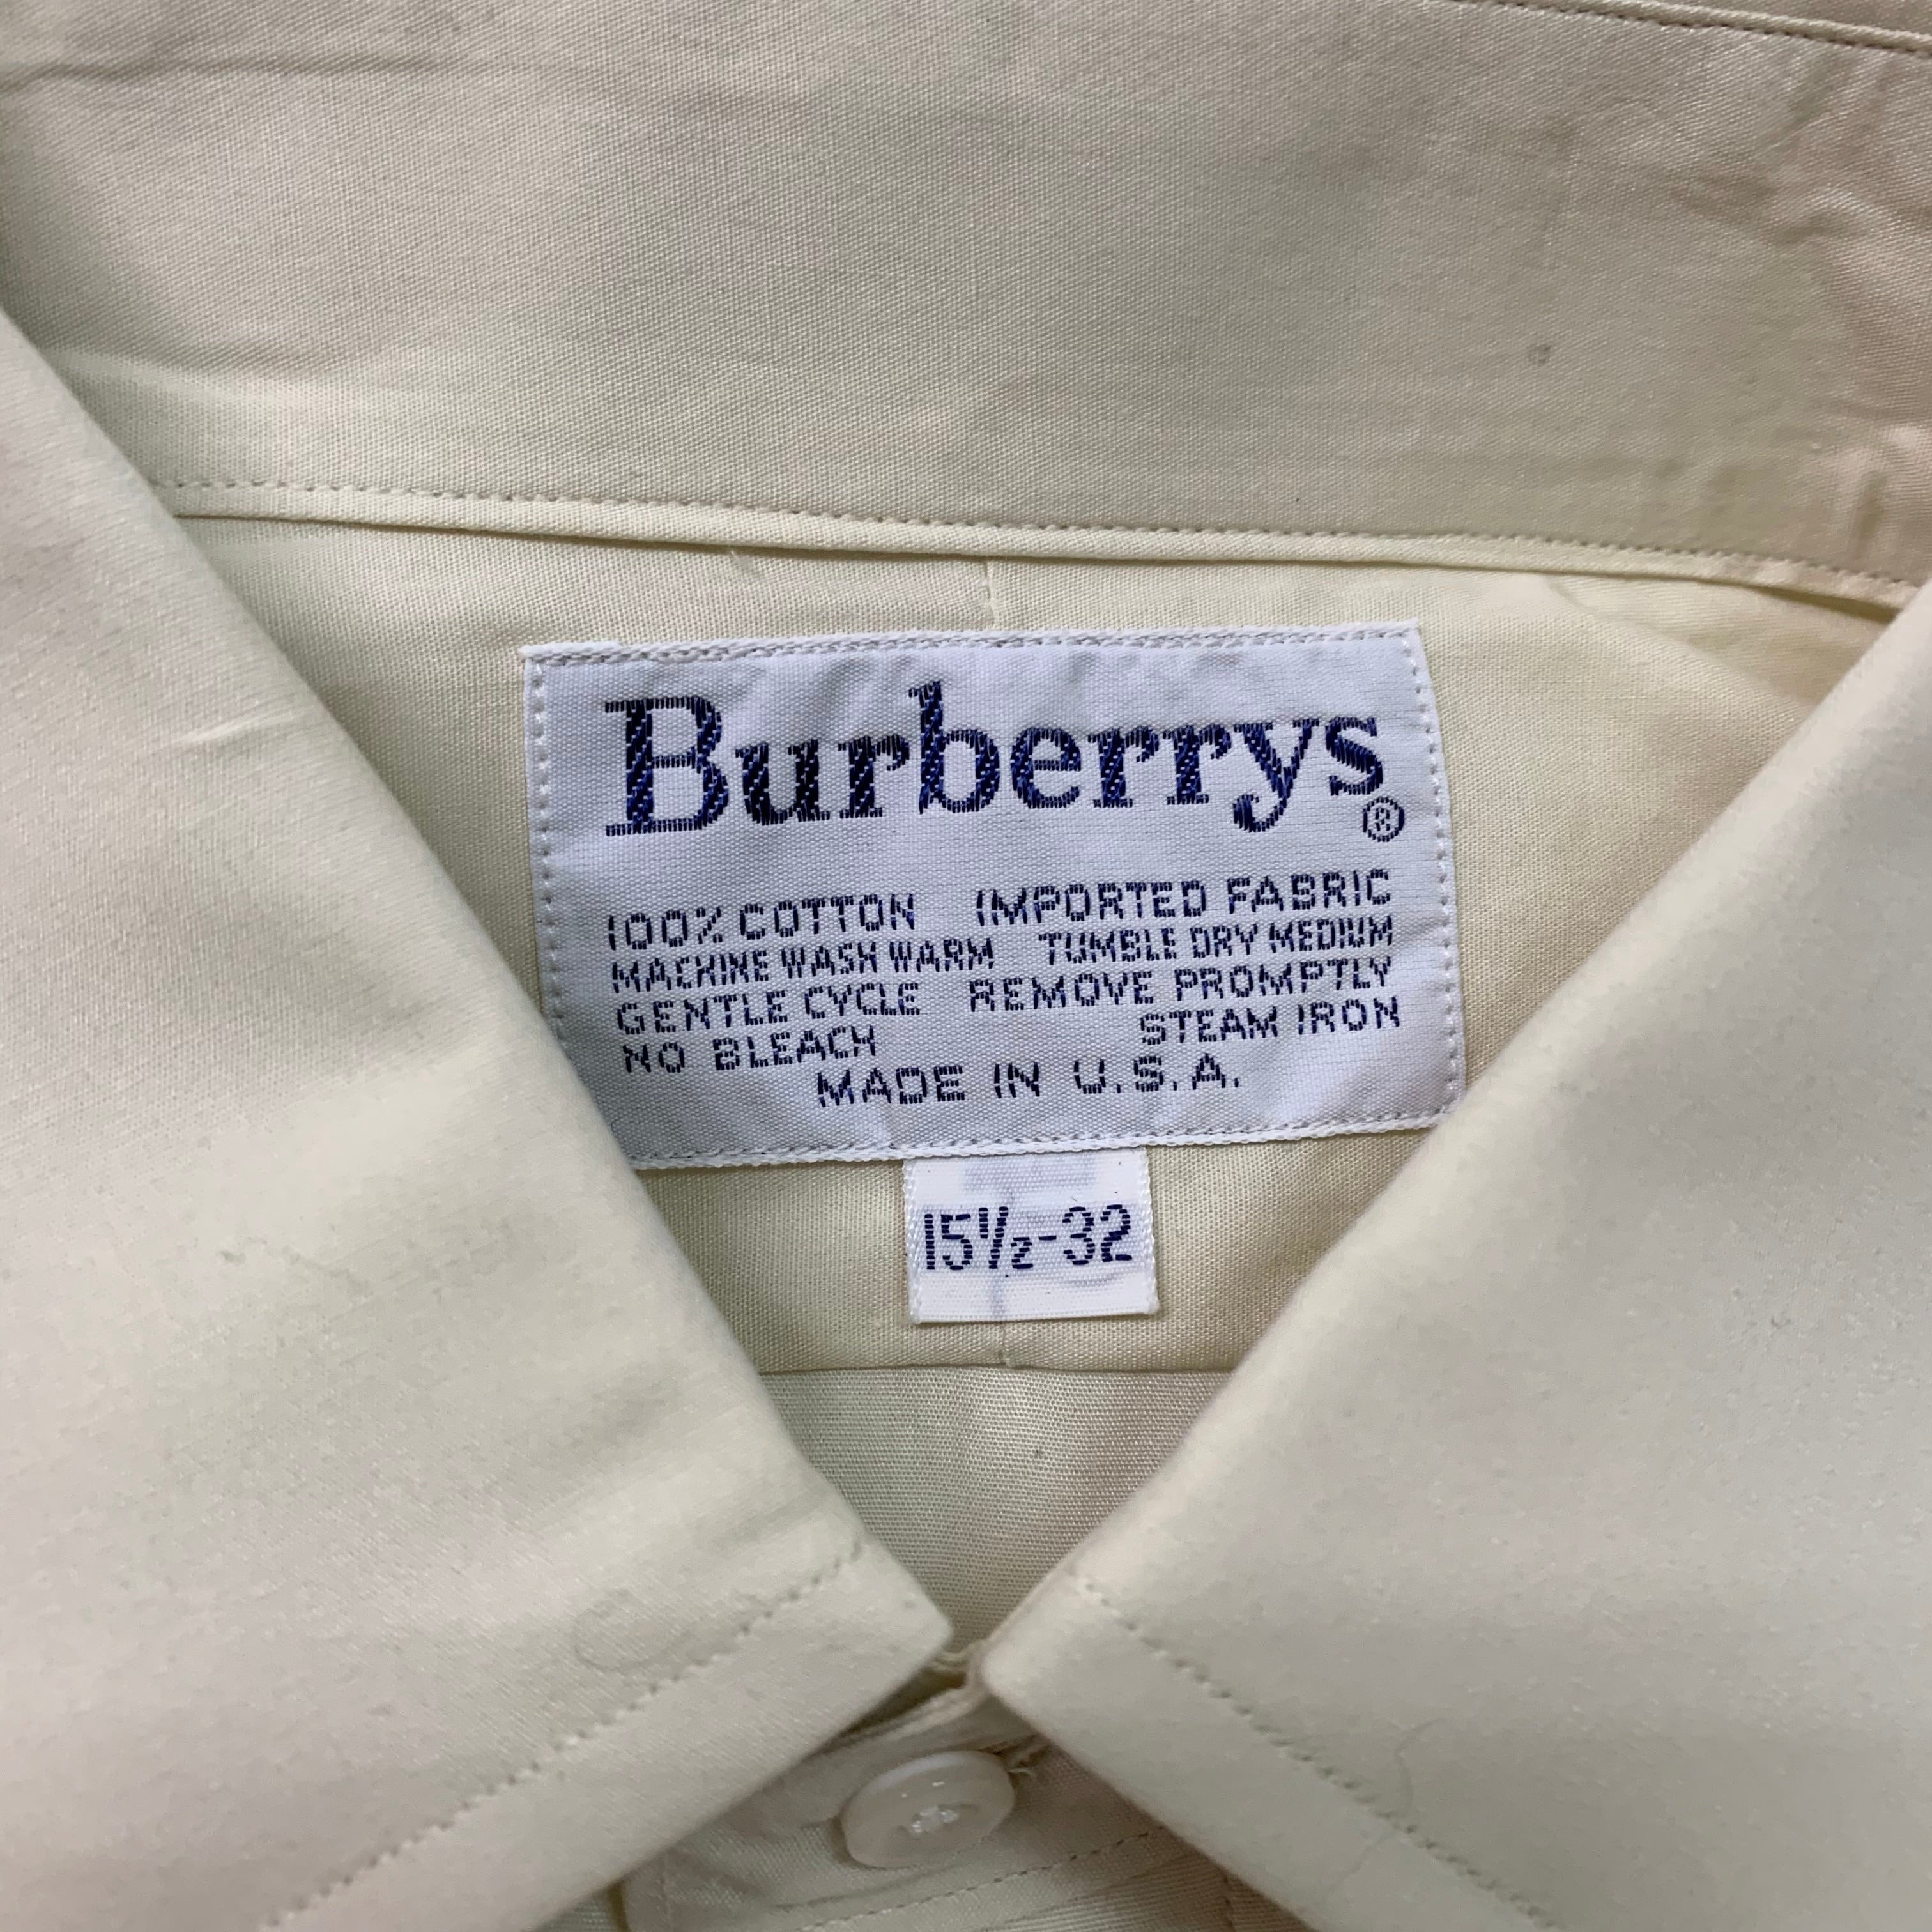 Burberrys
®
100% COTTON IMPORTED FABRIC
MACHINE WASH WARM TUMBLE DRY MEDIUM
GENTLE CYCLE REMOVE PROMPTLY
NO BLEACH STEAM IRON
MADE IN U.S.A.
15½-32